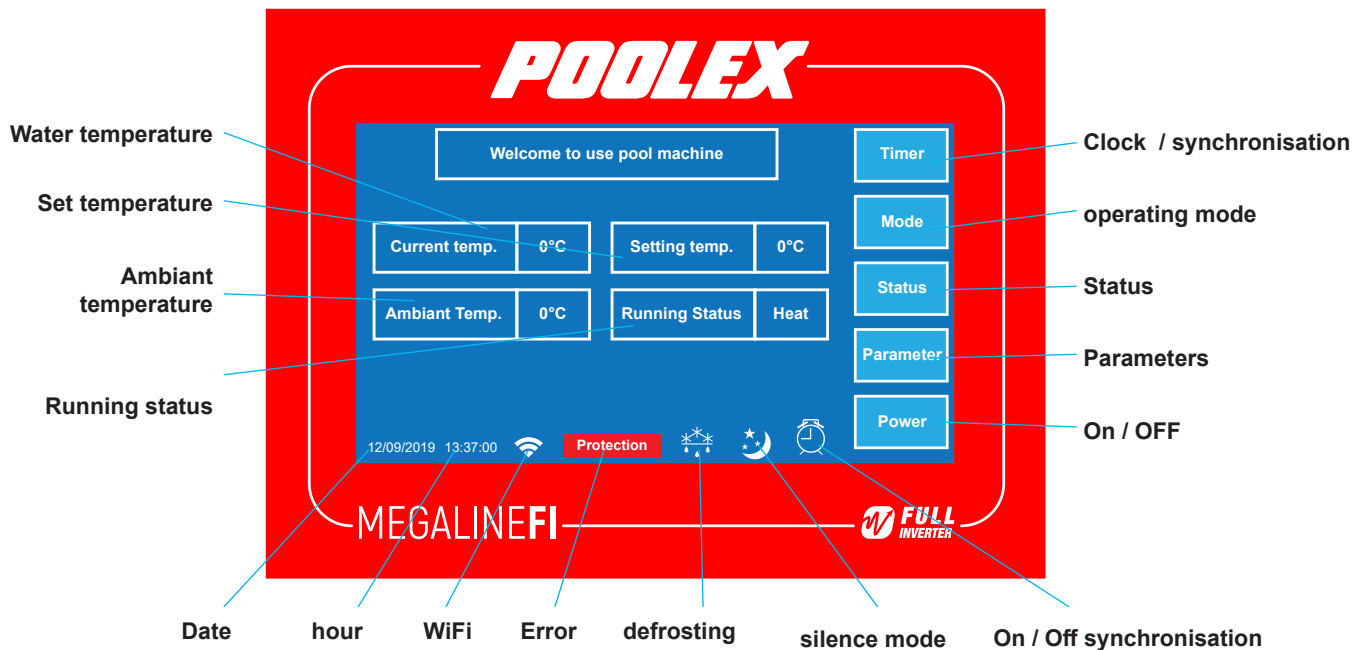 POOLEX
Water temperature
Welcome to use pool machine
Timer
Clock / synchronisation
Set temperature
Mode
operating mode
Current temp.
0°C
Setting temp.
0°C
Ambiant
temperature
Status
Status
Ambiant Temp.
0°C
Running Status
Heat
Parameter
Parameters
Running status
Power
On / OFF
12/09/2019 13:37:00
Protection
MEGALINEFI
FULL
INVERTER
Date
hour
WiFi
Error
defrosting
silence mode
On / Off synchronisation